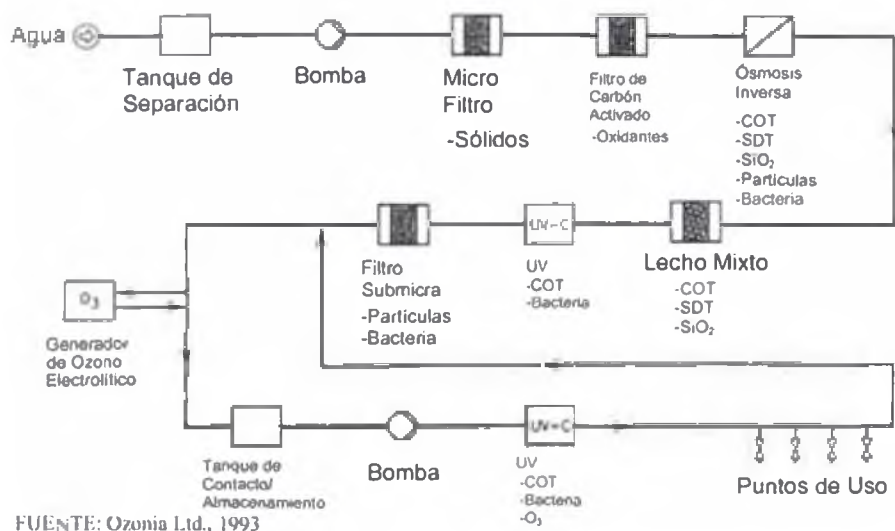 Agua
Tanque de
Separación
Bomba
Micro
Filtro
-Sólidos
Filtro de
Carbón
Activado
-Oxidantes
Ósmosis
Inversa
-COT
-SDT
-SiO₂
-Partículas
-Bacteria
Filtro
Submicra
-Partículas
-Bacteria
UV-C
UV
-COT
-Bacteria
Lecho Mixto
-COT
-SDT
-SiO₂
O₃
Generador
de Ozono
Electrolítico
Tanque de
Contacto/
Almacenamiento
Bomba
UV-C
UV
-COT
-Bacteria
-O₃
Puntos de Uso
FUENTE: Ozonia Ltd., 1993